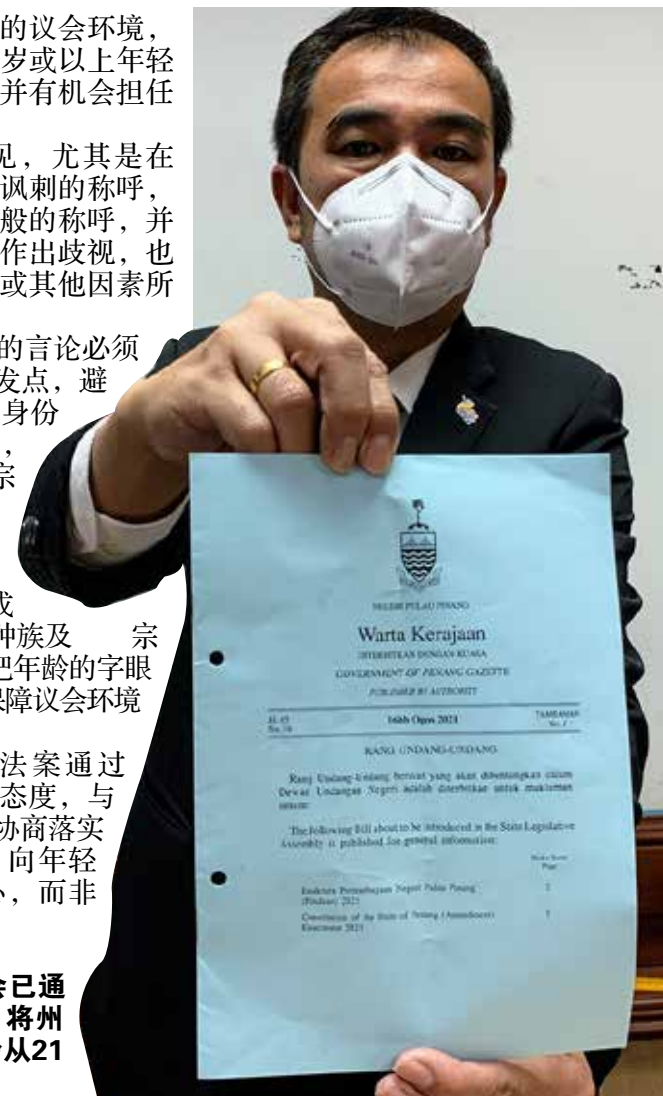 的议会环境，
岁或以上年轻
并有机会担任
见，尤其是在
讽刺的称呼，
般的称呼，并
作出歧视，也
或其他因素所
的言论必须
发点，避
身份
，
宗
种族及 宗
把年龄的字眼
保障议会环境
法案通过
态度，与
协商落实
向年轻
，而非
会已通
将州
从21
NEGERI PULAU PINANG
Warta Kerajaan
DITERBITKAN DENGAN KUASA
GOVERNMENT OF PENANG GAZETTE
PUBLISHED BY AUTHORITY
16hb Ogos 2021
TAMBAHAN
RANG UNDANG-UNDANG
Rang Undang-Undang berikut yang akan dibentangkan dalam
Dewan Undangan Negeri adalah diterbitkan untuk makluman
umum:
The following Bill about to be introduced in the State Legislative
Assembly is published for general information:
Page
Enakmen Perlembagaan Negeri Pulau Pinang
(Pindaan) 2021
Constitution of the State of Penang (Amendment)
Enactment 2021